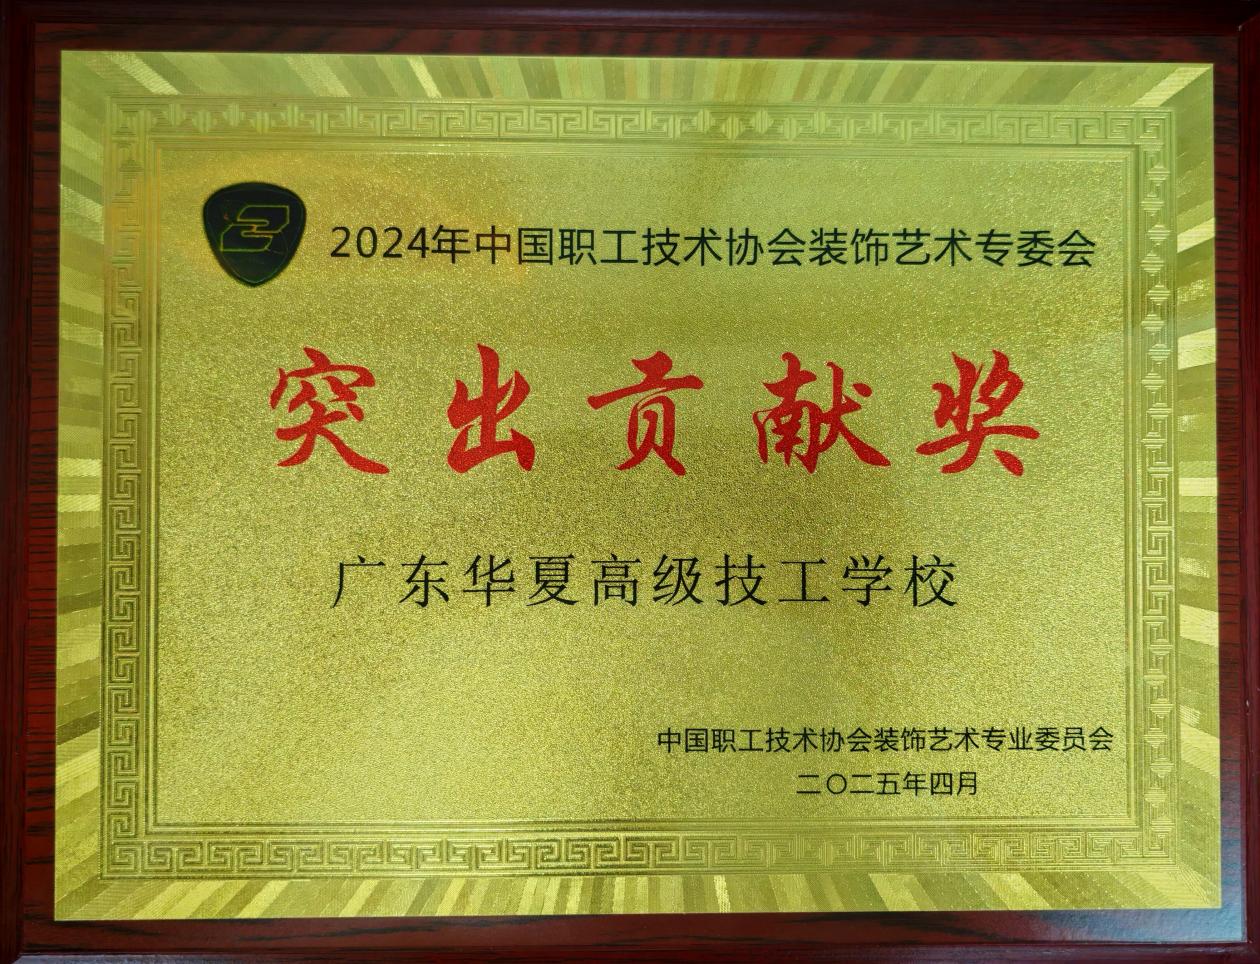 2024年中国职工技术协会装饰艺术专委会
突出贡献奖
广东华夏高级技工学校
中国职工技术协会装饰艺术专业委员会
二〇二五年四月